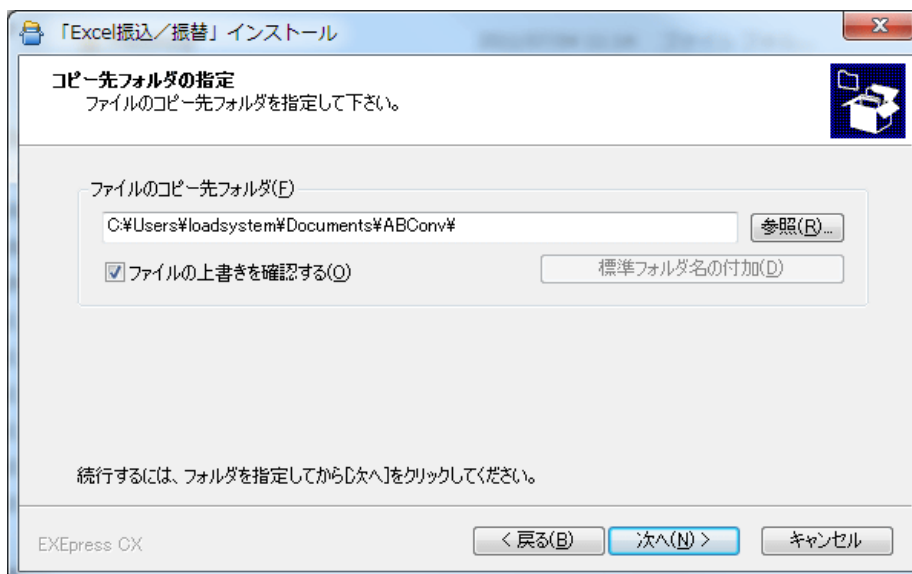 「Excel振込／振替」インストール
コピー先フォルダの指定
ファイルのコピー先フォルダを指定して下さい。
ファイルのコピー先フォルダ(F)
C:¥Users¥loadsystem¥Documents¥ABConv¥
参照(R)...
ファイルの上書きを確認する(O)
標準フォルダ名の付加(D)
続行するには、フォルダを指定してから[次へ]をクリックしてください。
EXEpress CX
< 戻る(B)
次へ(N) >
キャンセル